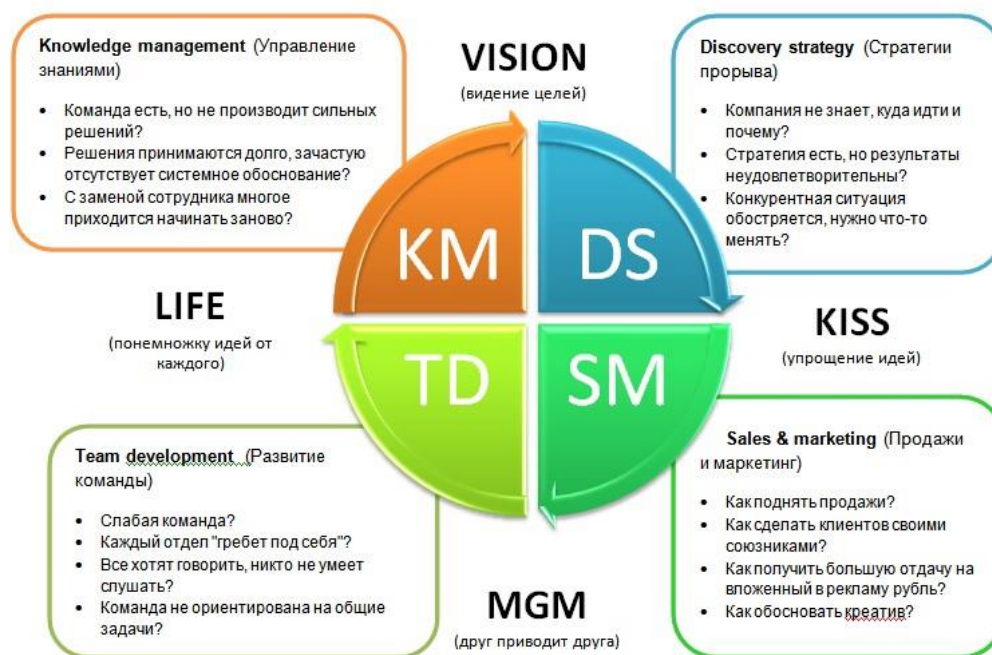 Knowledge management (Управление
знаниями)
• Команда есть, но не производит сильных
решений?
• Решения принимаются долго, зачастую
отсутствует системное обоснование?
• С заменой сотрудника многое
приходится начинать заново?
VISION
(видение целей)
Discovery strategy (Стратегии
прорыва)
• Компания не знает, куда идти и
почему?
• Стратегия есть, но результаты
неудовлетворительны?
• Конкурентная ситуация
обостряется, нужно что-то
менять?
KM
DS
LIFE
(понемножку идей от
каждого)
KISS
(упрощение идей)
TD
SM
Team development (Развитие
команды)
• Слабая команда?
• Каждый отдел "гребет под себя"?
• Все хотят говорить, никто не умеет
слушать?
• Команда не ориентирована на общие
задачи?
MGM
(друг приводит друга)
Sales & marketing (Продажи
и маркетинг)
• Как поднять продажи?
• Как сделать клиентов своими
союзниками?
• Как получить большую отдачу на
вложенный в рекламу рубль?
• Как обосновать креатив?